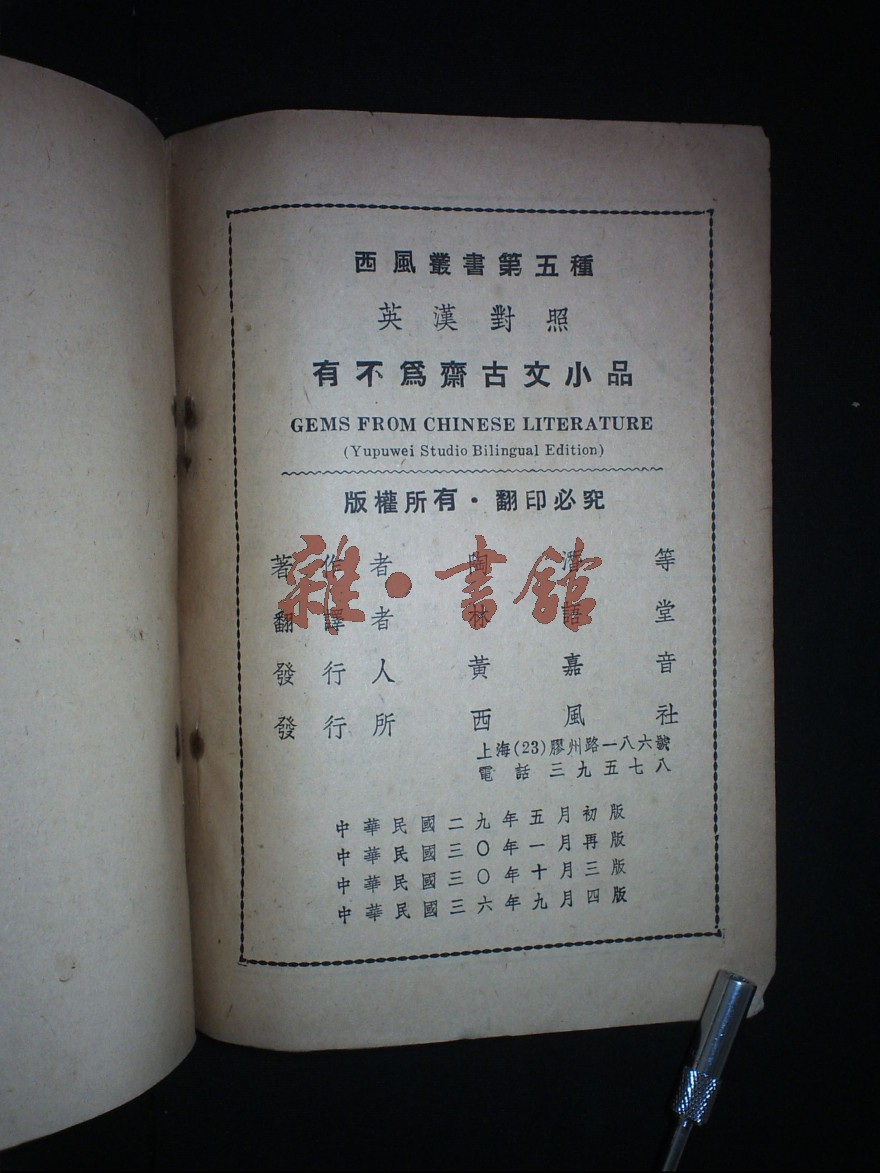 西風叢書第五種
英漢對照
有不爲齋古文小品
GEMS FROM CHINESE LITERATURE
(Yupuwei Studio Bilingual Edition)
版權所有·翻印必究
著作者 陶潛等
翻譯者 林語堂
雜·書館
發行人 黃嘉音
發行所 西風社
上海(23)膠州路一八六號
電話三九五七八
中華民國二九年五月初版
中華民國三〇年一月再版
中華民國三〇年十月三版
中華民國三六年九月四版